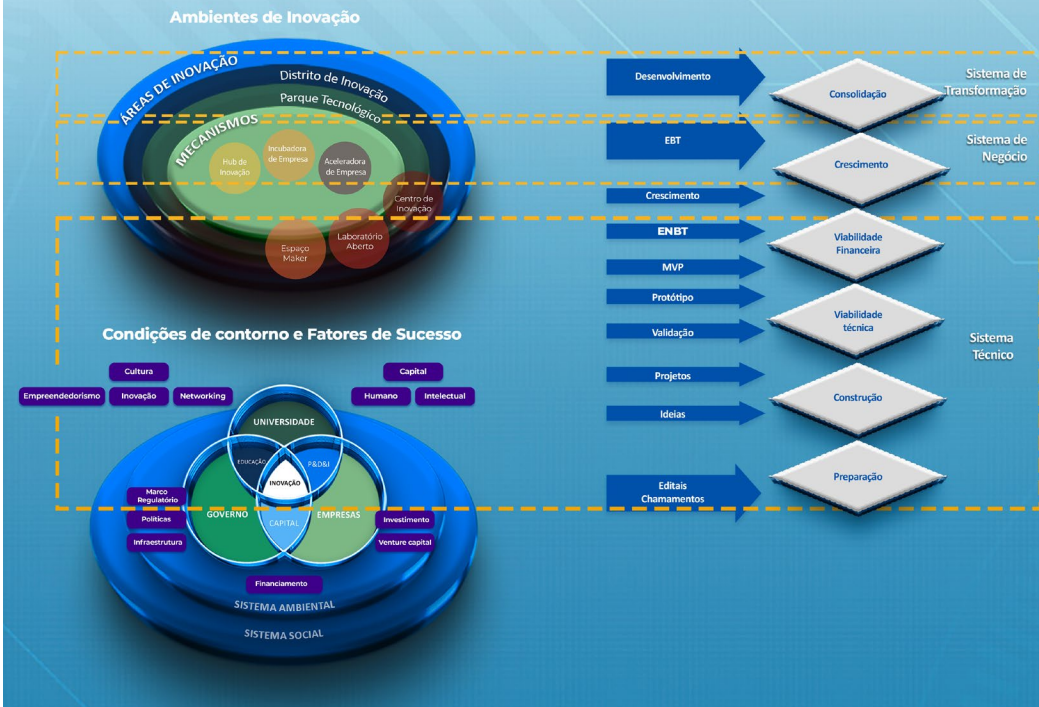 Ambientes de Inovação
ÁREAS DE INOVAÇÃO
Distrito de Inovação
Parque Tecnológico
MECANISMOS
Hub de
Inovação
Incubadora
de Empresa
Aceleradora
de Empresa
Centro de
Inovação
Laboratório
Aberto
Espaço
Maker
Condições de contorno e Fatores de Sucesso
Cultura
Empreendedorismo
Inovação
Networking
Capital
Humano
Intelectual
UNIVERSIDADE
EDUCAÇÃO
P&D&I
INOVAÇÃO
GOVERNO
CAPITAL
EMPRESAS
Marco
Regulatório
Políticas
Infraestrutura
Investimento
Venture capital
Financiamento
SISTEMA AMBIENTAL
SISTEMA SOCIAL
Desenvolvimento
EBT
Crescimento
ENBT
MVP
Protótipo
Validação
Projetos
Ideias
Editais
Chamamentos
Consolidação
Crescimento
Viabilidade
Financeira
Viabilidade
técnica
Construção
Preparação
Sistema de
Transformação
Sistema de
Negócio
Sistema
Técnico